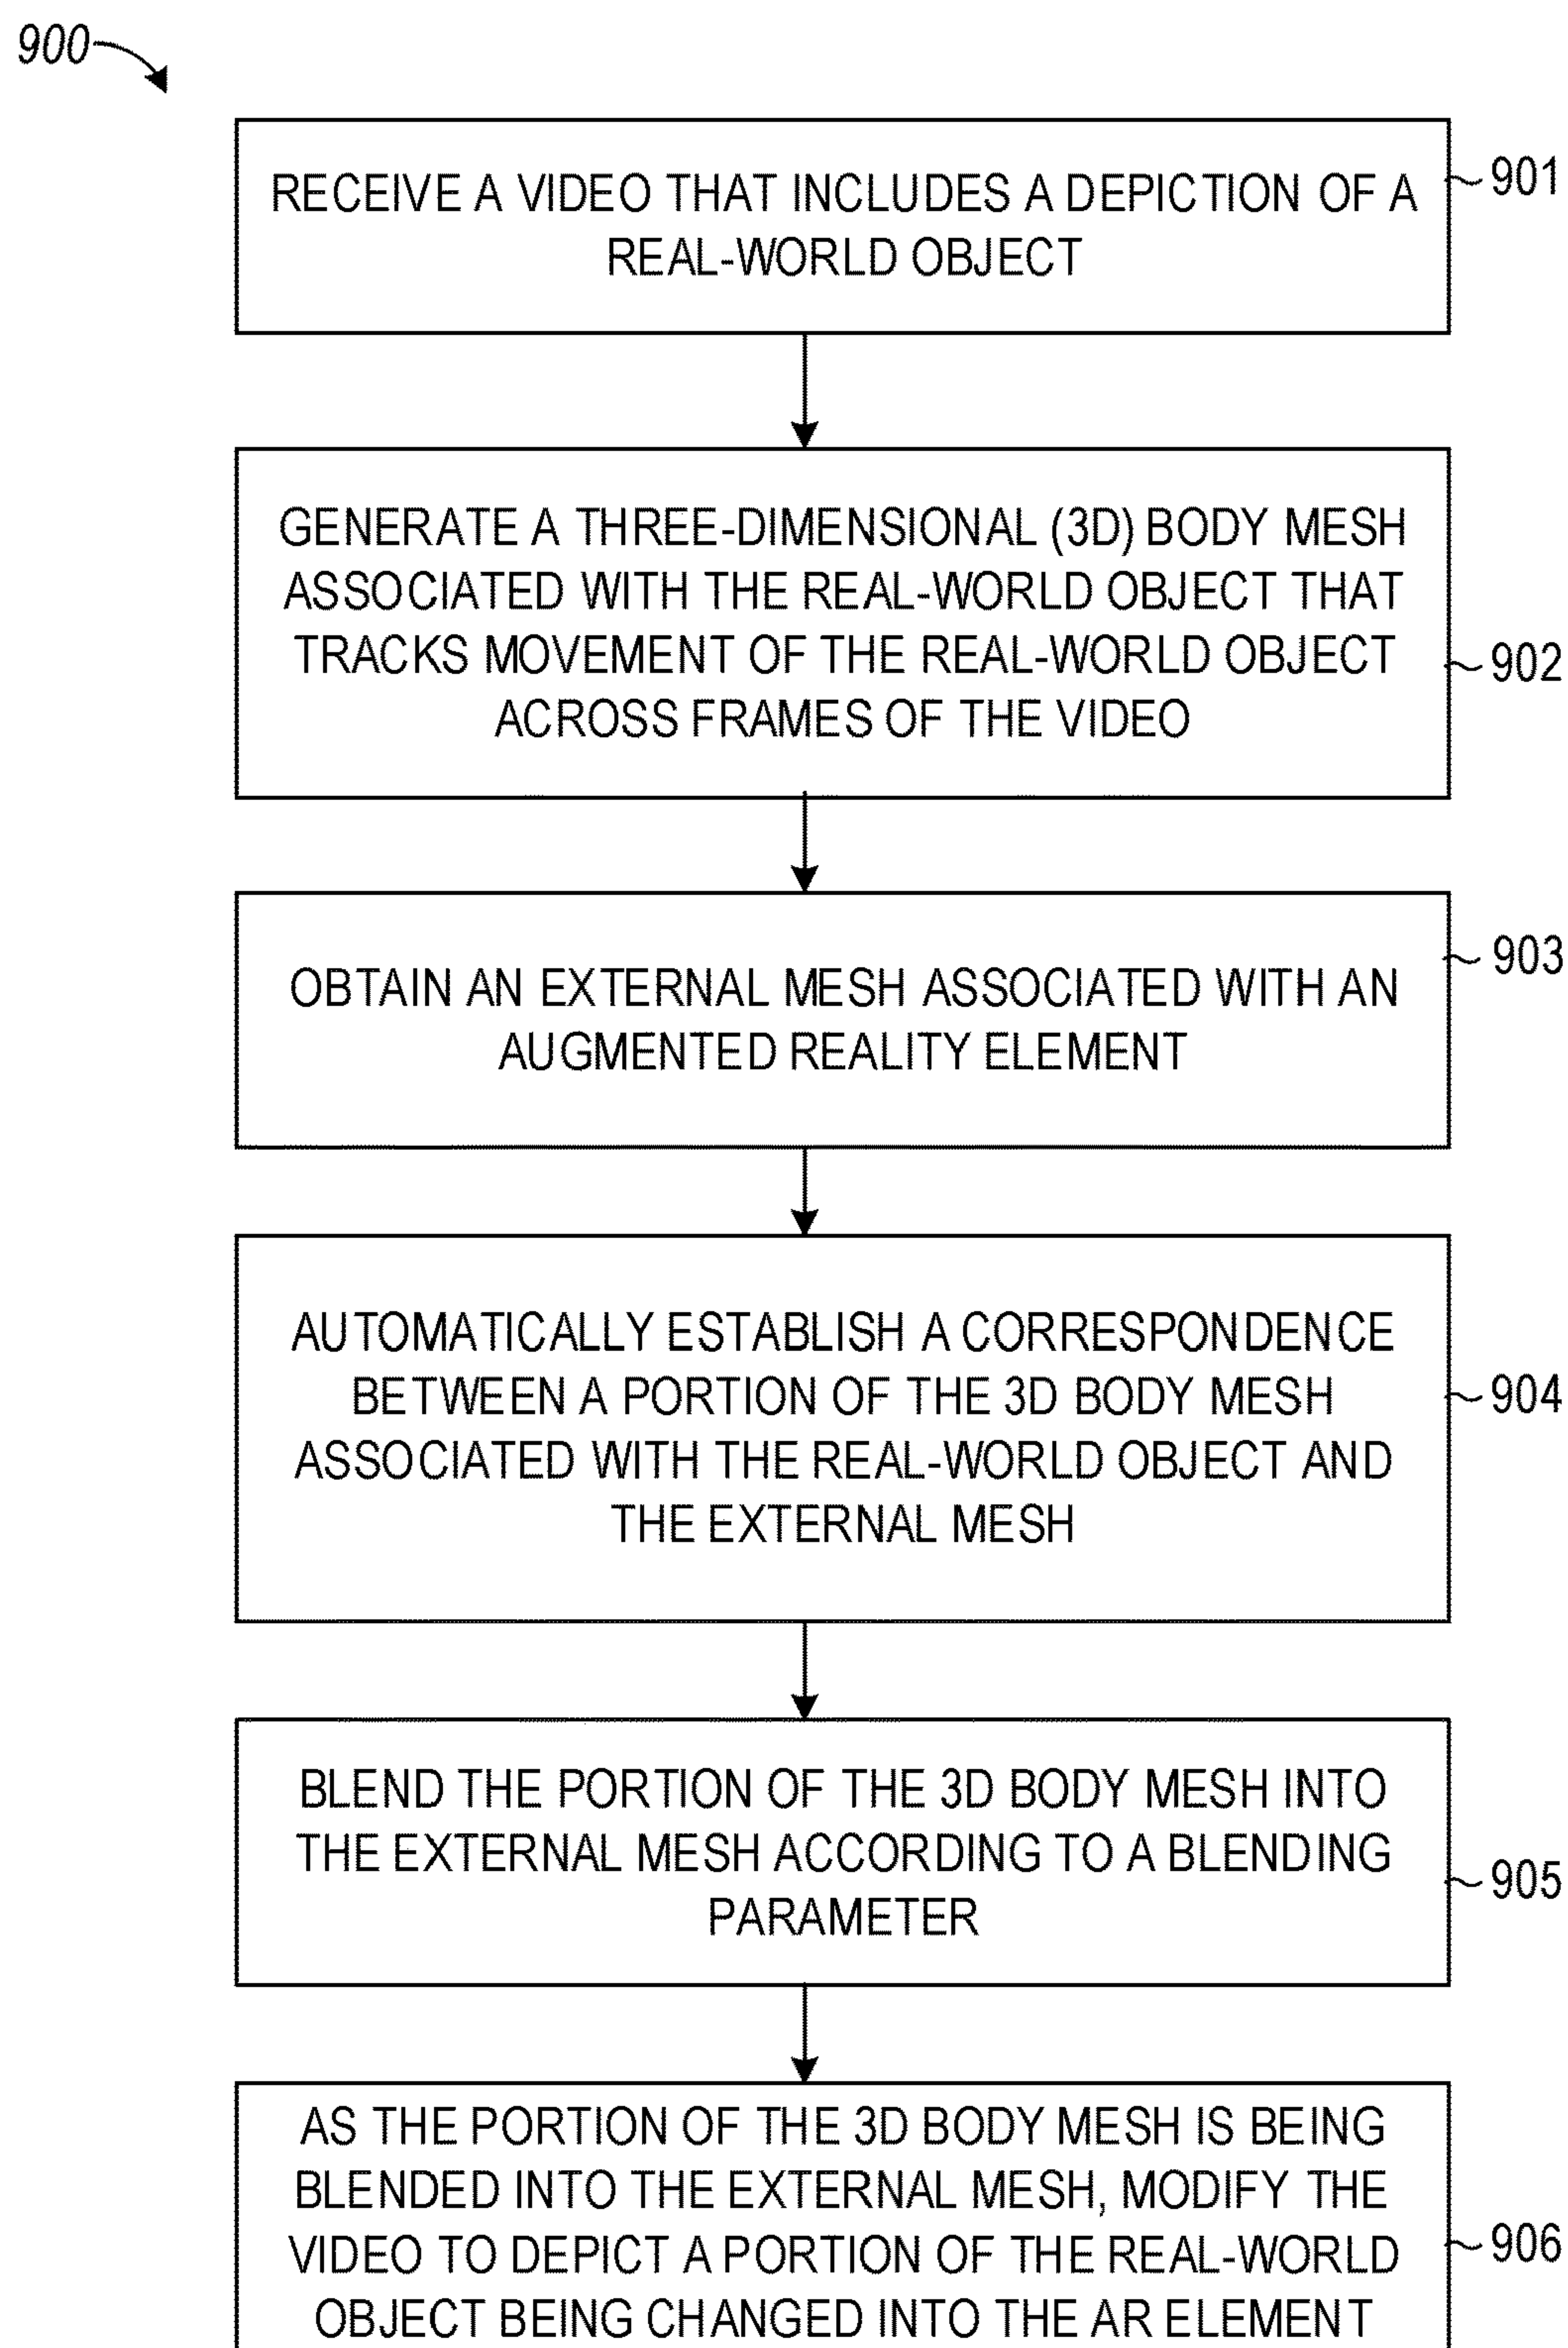 900
RECEIVE A VIDEO THAT INCLUDES A DEPICTION OF A
REAL-WORLD OBJECT
901
GENERATE A THREE-DIMENSIONAL (3D) BODY MESH
ASSOCIATED WITH THE REAL-WORLD OBJECT THAT
TRACKS MOVEMENT OF THE REAL-WORLD OBJECT
ACROSS FRAMES OF THE VIDEO
902
OBTAIN AN EXTERNAL MESH ASSOCIATED WITH AN
AUGMENTED REALITY ELEMENT
903
AUTOMATICALLY ESTABLISH A CORRESPONDENCE
BETWEEN A PORTION OF THE 3D BODY MESH
ASSOCIATED WITH THE REAL-WORLD OBJECT AND
THE EXTERNAL MESH
904
BLEND THE PORTION OF THE 3D BODY MESH INTO
THE EXTERNAL MESH ACCORDING TO A BLENDING
PARAMETER
905
AS THE PORTION OF THE 3D BODY MESH IS BEING
BLENDED INTO THE EXTERNAL MESH, MODIFY THE
VIDEO TO DEPICT A PORTION OF THE REAL-WORLD
OBJECT BEING CHANGED INTO THE AR ELEMENT
906